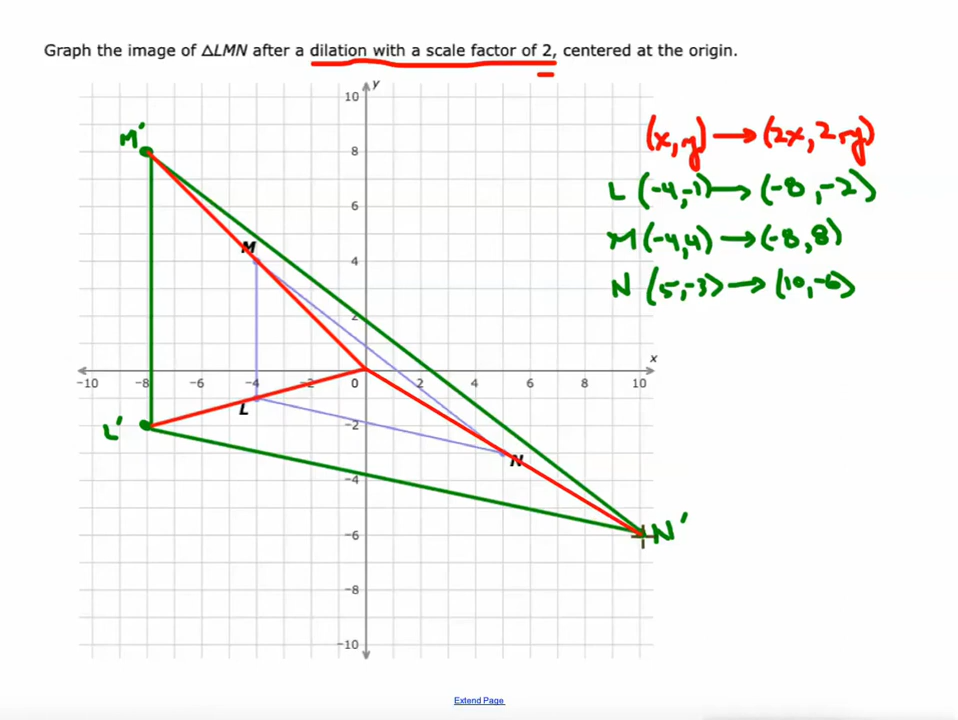 Graph the image of △LMN after a dilation with a scale factor of 2, centered at the origin.
y
10
M'
(x,y) → (2x, 2y)
8
L (-4,-1) → (-8,-2)
6
M (-4,4) → (-8,8)
M
4
N (5,-3) → (10,-6)
2
x
−10 −8 −6 −4 −2 0 2 4 6 8 10
L
L'
−2
N
−4
N'
−6
−8
−10
Extend Page